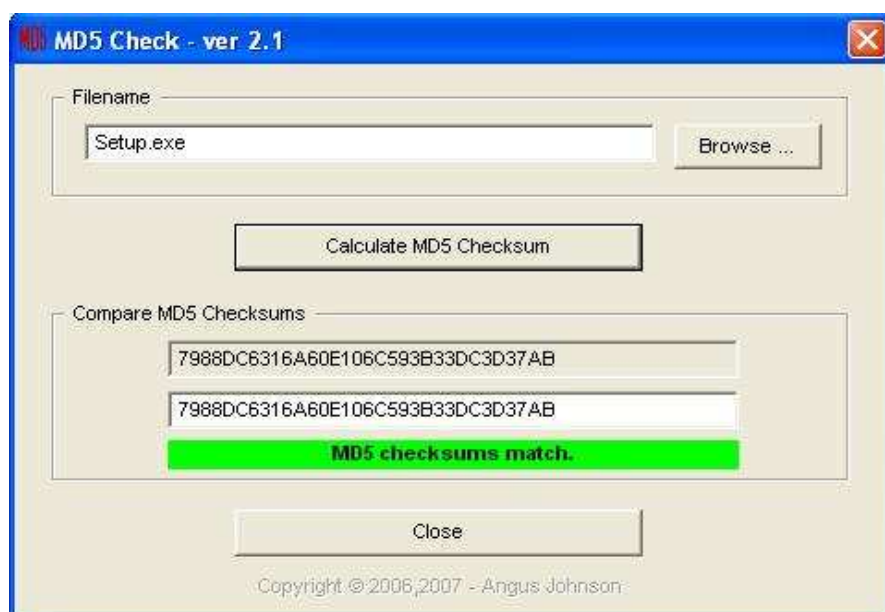 MD5 MD5 Check - ver 2.1
Filename
Setup.exe
Browse ...
Calculate MD5 Checksum
Compare MD5 Checksums
7988DC6316A60E106C593B33DC3D37AB
7988DC6316A60E106C593B33DC3D37AB
MD5 checksums match.
Close
Copyright © 2006,2007 - Angus Johnson